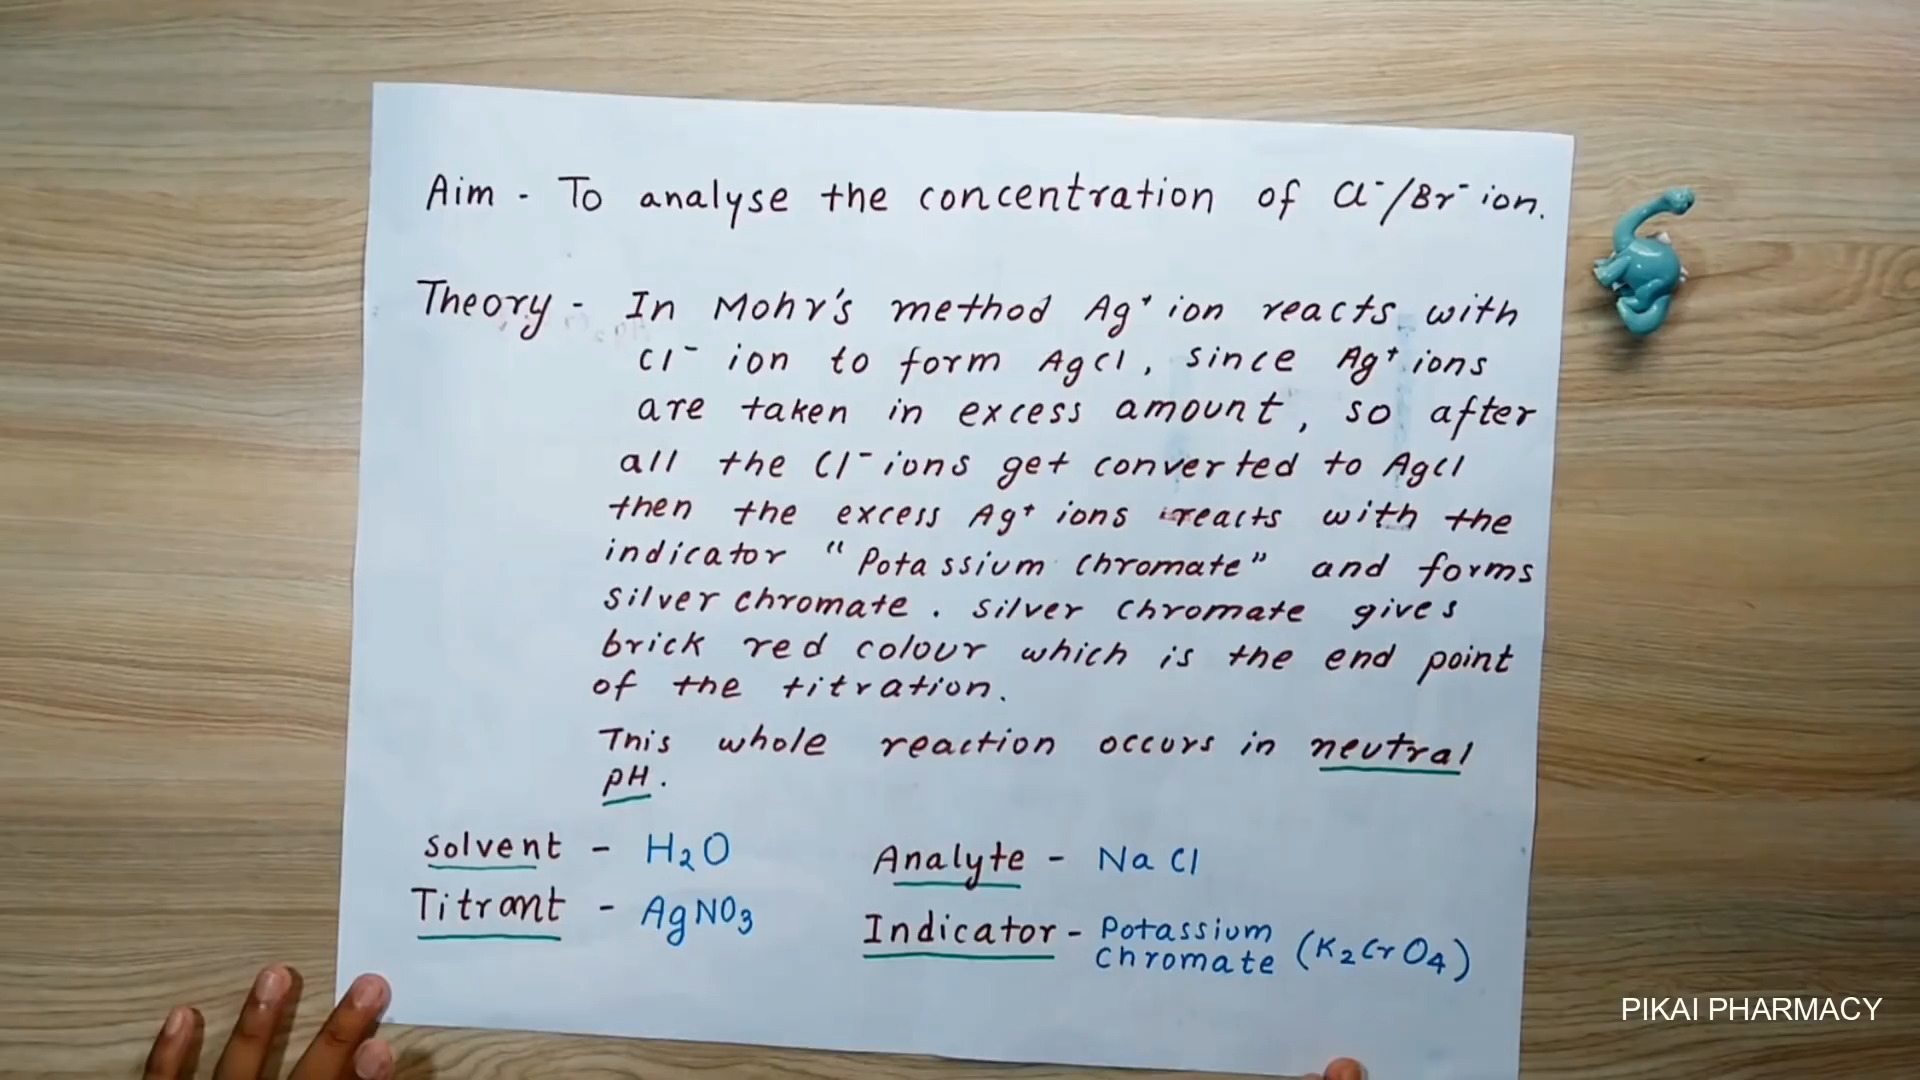 Aim - To analyse the concentration of Cl⁻/Br⁻ ion.
Theory - In Mohr's method Ag⁺ ion reacts with
Cl⁻ ion to form AgCl, since Ag⁺ ions
are taken in excess amount, so after
all the Cl⁻ ions get converted to AgCl
then the excess Ag⁺ ions reacts with the
indicator "Potassium chromate" and forms
silver chromate. silver chromate gives
brick red colour which is the end point
of the titration.
This whole reaction occurs in neutral
pH.
Solvent - H₂O
Analyte - NaCl
Titrant - AgNO₃
Indicator - Potassium
chromate (K₂CrO₄)
PIKAI PHARMACY